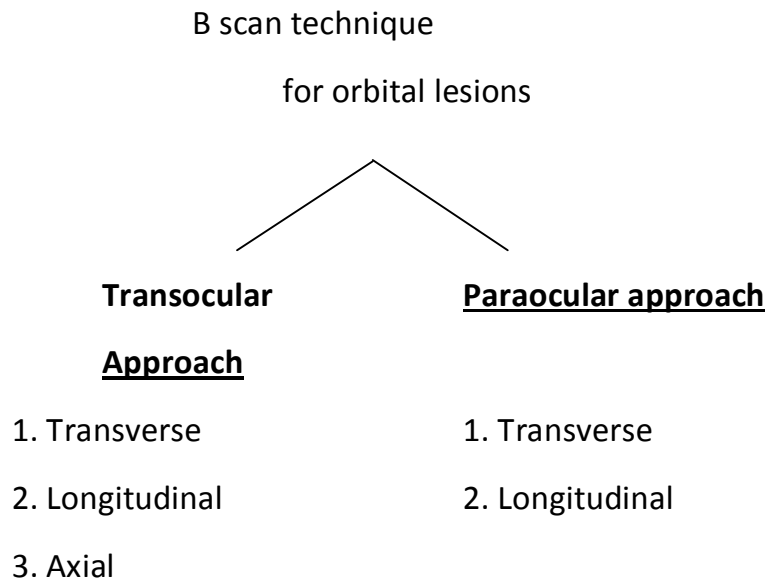 B scan technique
for orbital lesions
Transocular
Approach
1. Transverse
2. Longitudinal
3. Axial
Paraocular approach
1. Transverse
2. Longitudinal